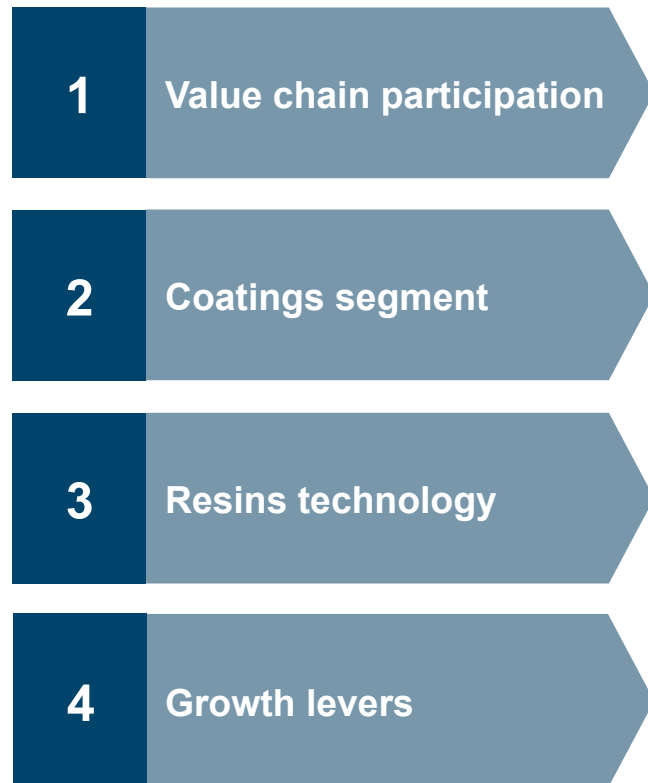 1 Value chain participation
2 Coatings segment
3 Resins technology
4 Growth levers